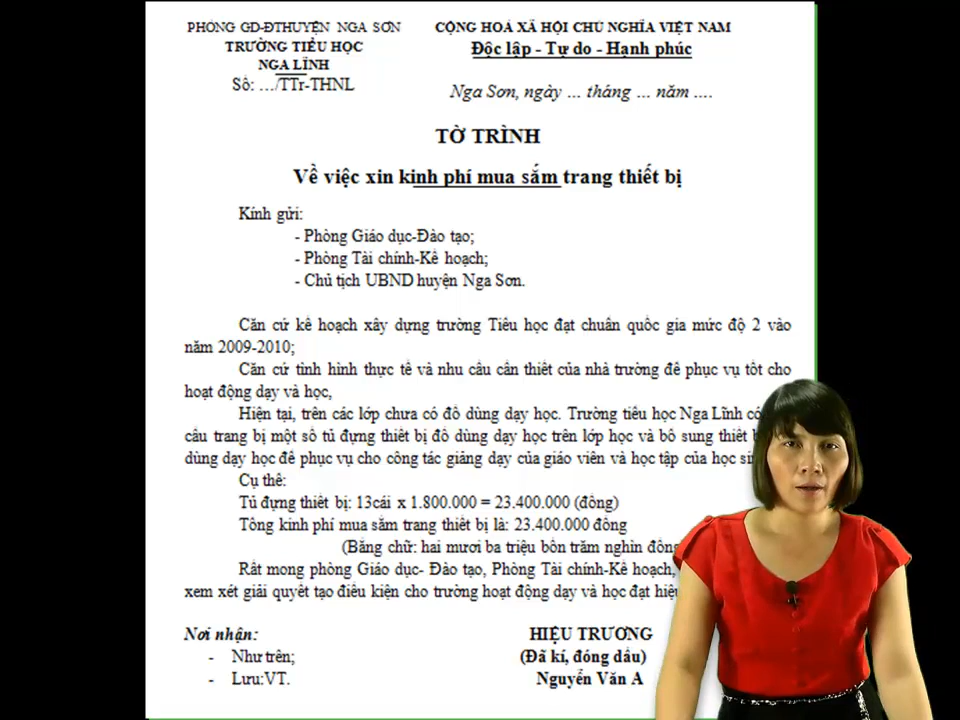 PHÒNG GD-ĐTHUYỆN NGA SƠN
TRƯỜNG TIỂU HỌC
NGA LĨNH
Số: …/TTr-THNL
CỘNG HOÀ XÃ HỘI CHỦ NGHĨA VIỆT NAM
Độc lập - Tự do - Hạnh phúc
Nga Sơn, ngày … tháng … năm ….
TỜ TRÌNH
Về việc xin kinh phí mua sắm trang thiết bị
Kính gửi:
- Phòng Giáo dục-Đào tạo;
- Phòng Tài chính-Kế hoạch;
- Chủ tịch UBND huyện Nga Sơn.
Căn cứ kế hoạch xây dựng trường Tiểu học đạt chuẩn quốc gia mức độ 2 vào
năm 2009-2010;
Căn cứ tình hình thực tế và nhu cầu cần thiết của nhà trường để phục vụ tốt cho
hoạt động dạy và học,
Hiện tại, trên các lớp chưa có đồ dùng dạy học. Trường tiểu học Nga Lĩnh
cầu trang bị một số tủ đựng thiết bị đồ dùng dạy học trên lớp học và bổ sung thiết
dùng dạy học để phục vụ cho công tác giảng dạy của giáo viên và học tập của học
Cụ thể:
Tủ đựng thiết bị: 13cái x 1.800.000 = 23.400.000 (đồng)
Tổng kinh phí mua sắm trang thiết bị là: 23.400.000 đồng
(Bằng chữ: hai mươi ba triệu bốn trăm nghìn đồng
Rất mong phòng Giáo dục- Đào tạo, Phòng Tài chính-Kế hoạch,
xem xét giải quyết tạo điều kiện cho trường hoạt động dạy và học đạt
Nơi nhận:
- Như trên;
- Lưu:VT.
HIỆU TRƯỞNG
(Đã kí, đóng dấu)
Nguyễn Văn A